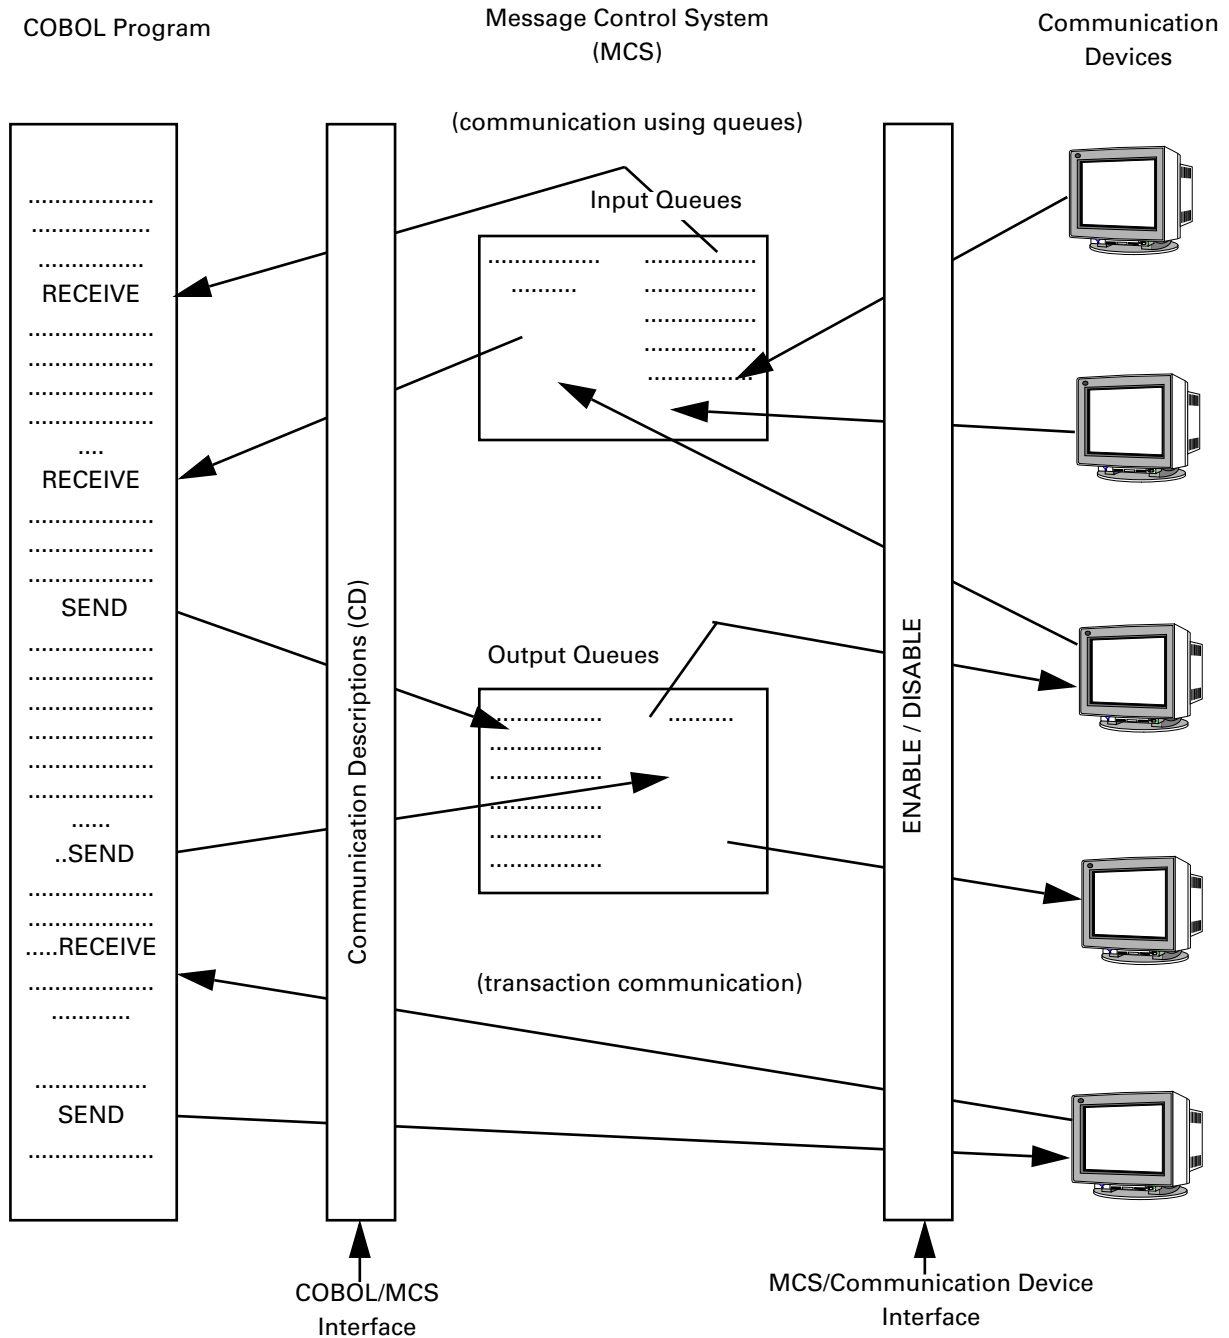 COBOL Program
Message Control System
(MCS)
Communication
Devices
(communication using queues)
Input Queues
...................
..................
................
RECEIVE
...................
...................
...................
...................
....
RECEIVE
...................
...................
...................
SEND
...................
...................
...................
...................
...................
...................
......
..SEND
...................
...................
.....RECEIVE
...................
............
.................
SEND
...................
Communication Descriptions (CD)
.................
..........
.................
.................
.................
.................
................
Output Queues
.................
.................
.................
.................
.................
.................
..........
(transaction communication)
ENABLE / DISABLE
COBOL/MCS
Interface
MCS/Communication Device
Interface